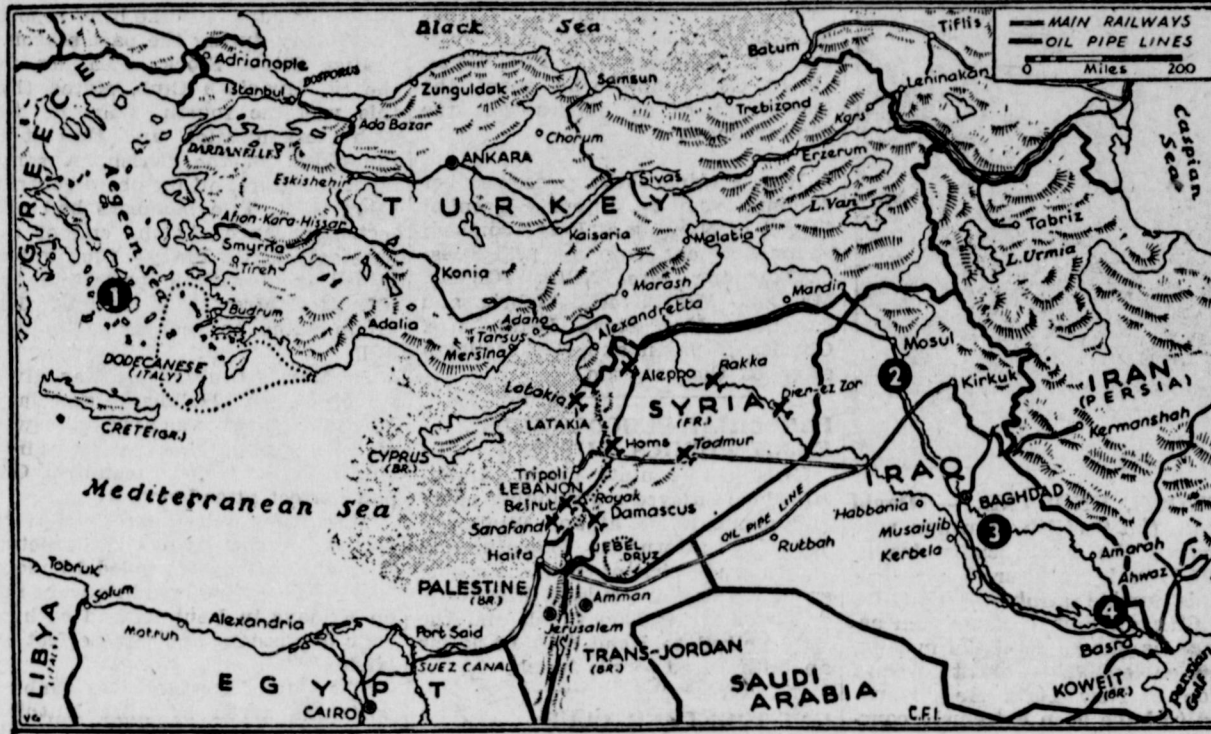 MAIN RAILWAYS
OIL PIPE LINES
0 Miles 200
Black Sea
Tiflis
Batum
Leninakan
Caspian Sea
Adrianople
BOSPORUS
Istanbul
Zunguldak
Samsun
Trebizond
Kars
Ada Bazar
Chorum
DARDANELLES
ANKARA
Erzerum
GREECE
Aegean Sea
Eskishehir
Sivas
TURKEY
L.Van
Tabriz
Afion-Kara-Hissar
Smyrna
Kaisaria
Malatia
L.Urmia
Tireh
Konia
Marash
Mardin
1
Budrum
Adalia
Adana
Tarsus
Mersina
Alexandretta
Mosul
DODECANESE
(ITALY)
Aleppo
Rakka
2
Kirkuk
IRAN
(PERSIA)
Latakia
LATAKIA
SYRIA
(FR.)
Dier-ez Zor
CRETE (GR.)
CYPRUS
(BR.)
Homs
Tadmur
Kermanshah
Mediterranean Sea
Tripoli
LEBANON
Beirut
Rayak
Damascus
Sarafand
IRAQ
BAGHDAD
Habbania
Musaiyib
Kerbela
3
OIL PIPE LINE
Rutbah
Haifa
JEBEL DRUZ
Amarah
Ahwaz
Tobruk
Solum
PALESTINE
(BR.)
Amman
Jerusalem
4
Basra
Matruh
Alexandria
Port Said
SUEZ CANAL
TRANS-JORDAN
(BR.)
SAUDI
ARABIA
KOWEIT
(BR.)
Persian Gulf
LIBYA
(ITALY)
EGYPT
CAIRO
C.F.I.